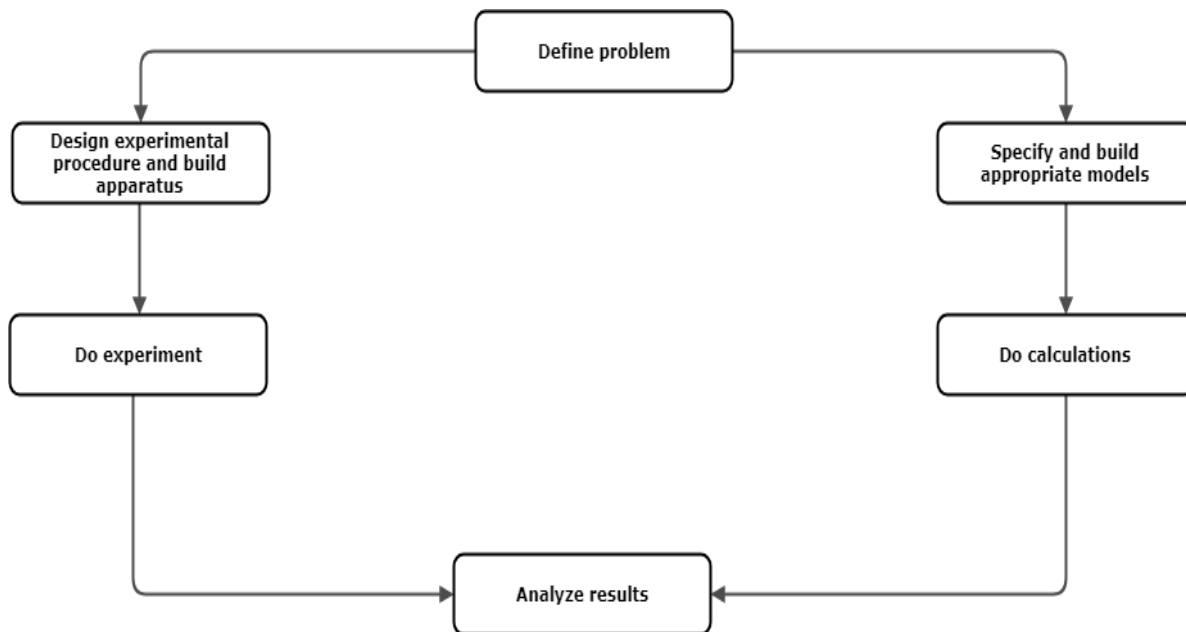 Define problem
Design experimental
procedure and build
apparatus
Specify and build
appropriate models
Do experiment
Do calculations
Analyze results